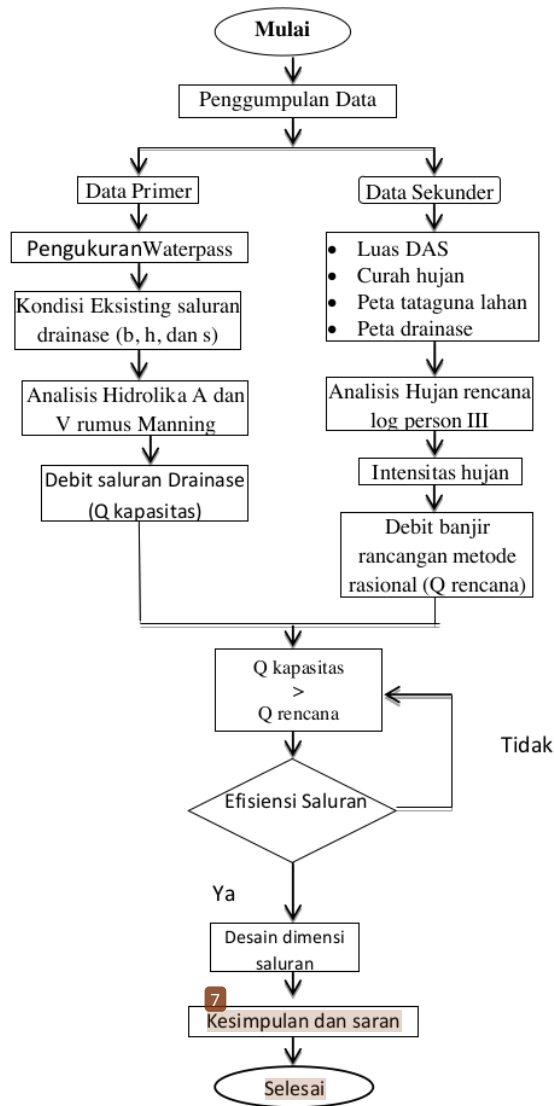 Mulai
Penggumpulan Data
Data Primer
PengukuranWaterpass
Kondisi Eksisting saluran
drainase (b, h, dan s)
Analisis Hidrolika A dan
V rumus Manning
Debit saluran Drainase
(Q kapasitas)
Data Sekunder
• Luas DAS
• Curah hujan
• Peta tataguna lahan
• Peta drainase
Analisis Hujan rencana
log person III
Intensitas hujan
Debit banjir
rancangan metode
rasional (Q rencana)
Q kapasitas
>
Q rencana
Tidak
Efisiensi Saluran
Ya
Desain dimensi
saluran
7
Kesimpulan dan saran
Selesai